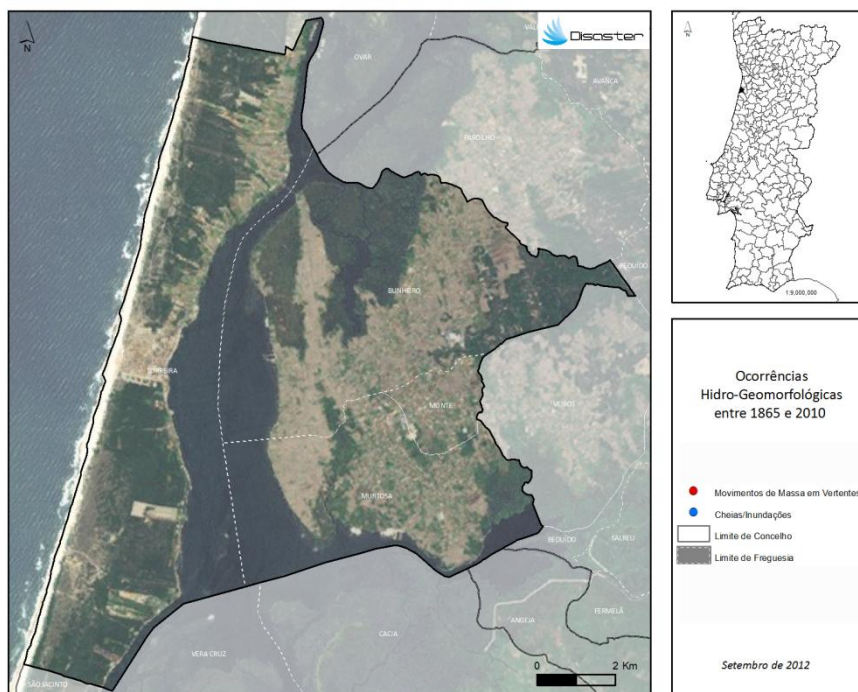 N
Disaster
OVAR
AVANCA
PARDILHO
BEDUÍDO
BUNHEIRO
TORREIRA
MONTE
MURTOSA
BEDUÍDO
SALREU
FERMELÃ
ANGEJA
CACIA
VERA CRUZ
SÃO JACINTO
0 2 Km
N
1:9,000,000
Ocorrências
Hidro-Geomorfológicas
entre 1865 e 2010
Movimentos de Massa em Vertentes
Cheias/Inundações
Limite de Concelho
Limite de Freguesia
Setembro de 2012